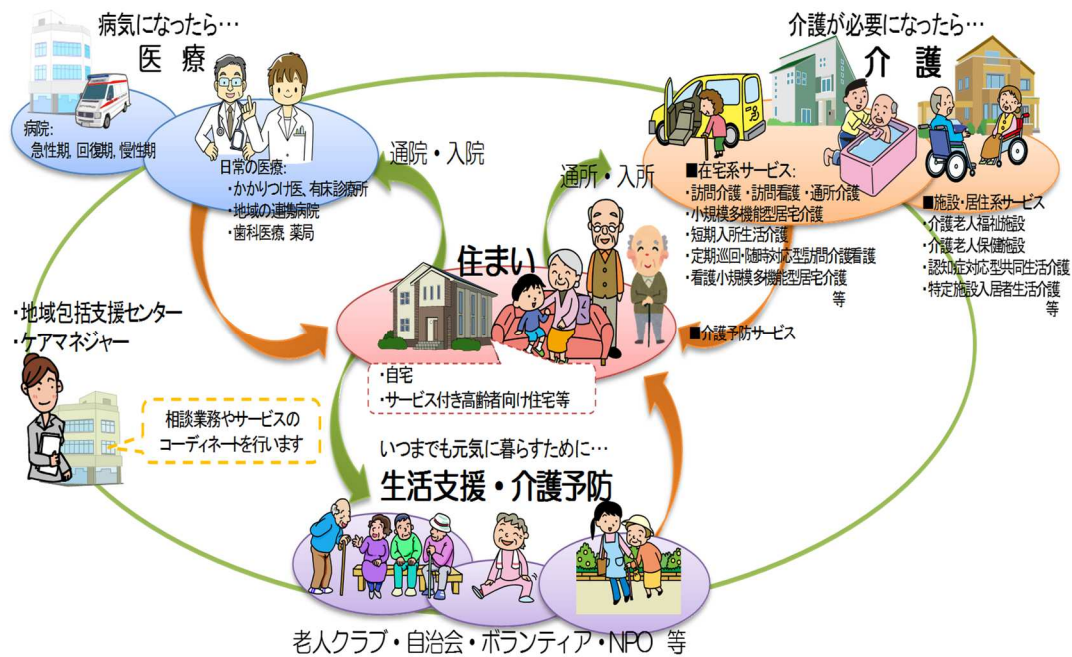 病気になったら…
医 療
病院:
急性期, 回復期, 慢性期
日常の医療:
・かかりつけ医、有床診療所
・地域の連携病院
・歯科医療、薬局
通院・入院
介護が必要になったら…
介 護
通所・入所
■在宅系サービス:
・訪問介護・訪問看護・通所介護
・小規模多機能型居宅介護
・短期入所生活介護
・定期巡回・随時対応型訪問介護看護
・看護小規模多機能型居宅介護
等
■介護予防サービス
■施設・居住系サービス
・介護老人福祉施設
・介護老人保健施設
・認知症対応型共同生活介護
・特定施設入居者生活介護
等
住まい
・自宅
・サービス付き高齢者向け住宅等
・地域包括支援センター
・ケアマネジャー
相談業務やサービスの
コーディネートを行います
いつまでも元気に暮らすために…
生活支援・介護予防
老人クラブ・自治会・ボランティア・NPO 等